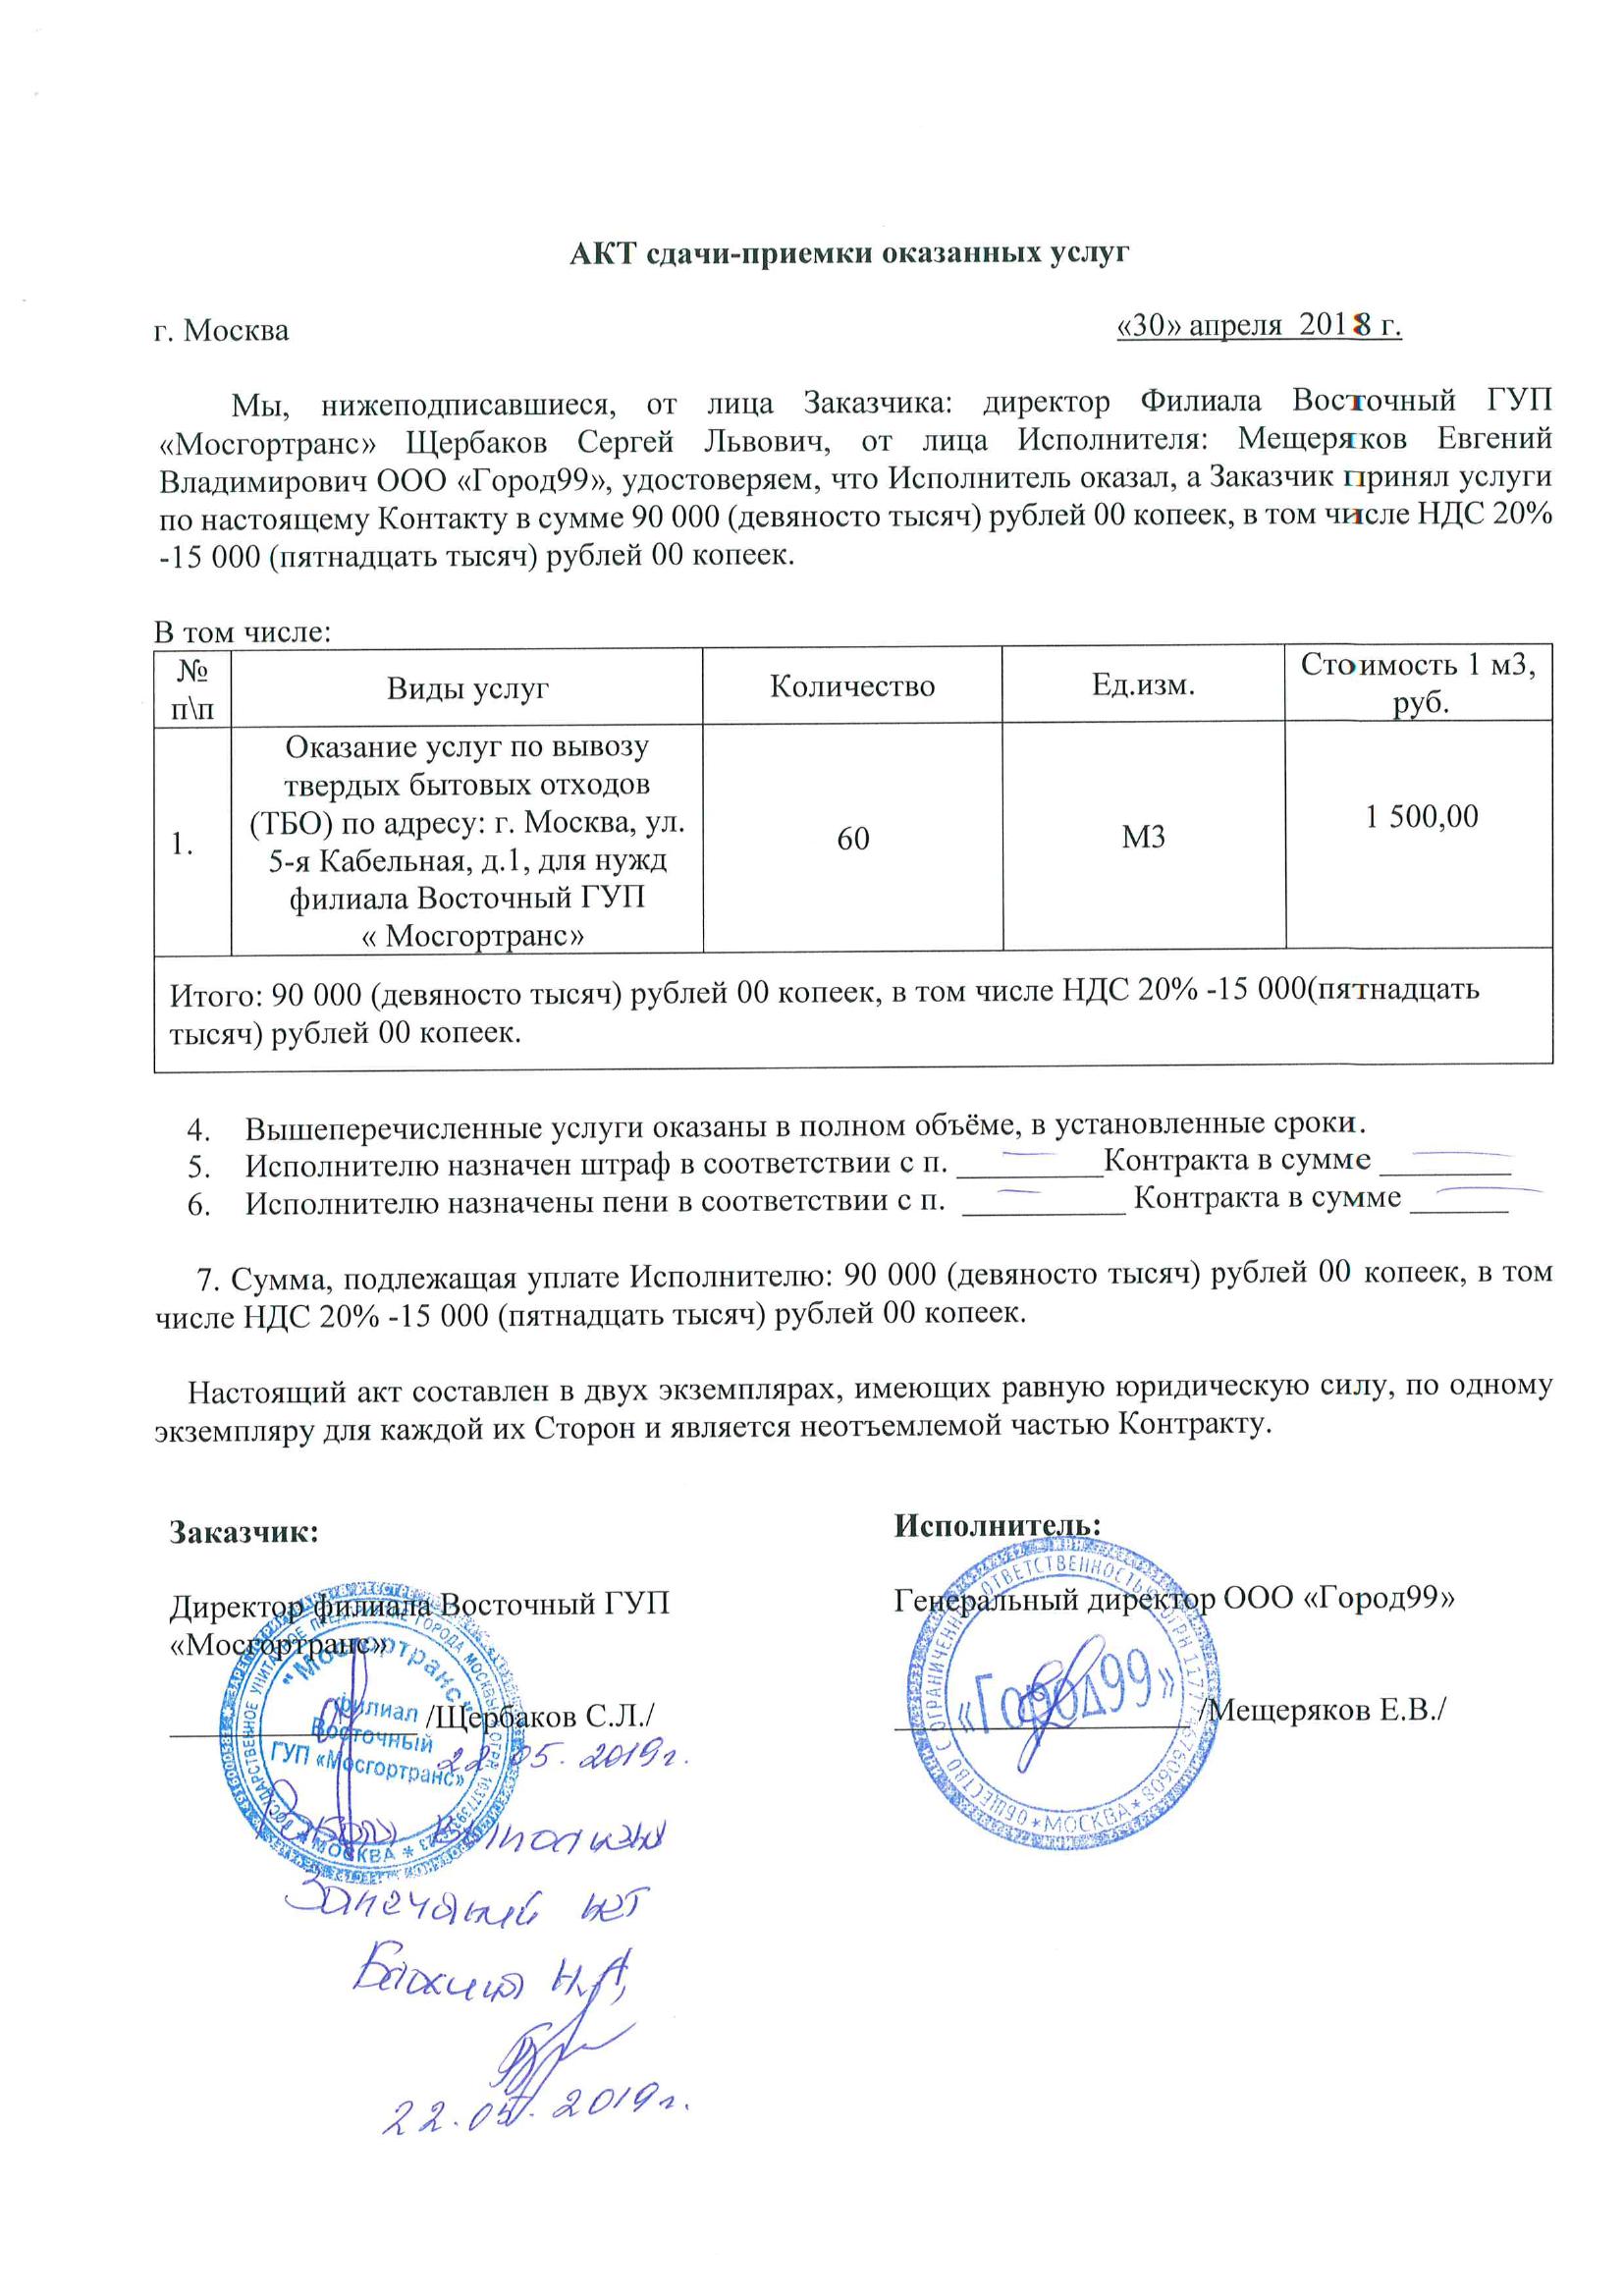 АКТ сдачи-приемки оказанных услуг
г. Москва
«30» апреля 2018 г.
Мы, нижеподписавшиеся, от лица Заказчика: директор Филиала Восточный ГУП
«Мосгортранс» Щербаков Сергей Львович, от лица Исполнителя: Мещеряков Евгений
Владимирович ООО «Город99», удостоверяем, что Исполнитель оказал, а Заказчик принял услуги
по настоящему Контакту в сумме 90 000 (девяносто тысяч) рублей 00 копеек, в том числе НДС 20%
-15 000 (пятнадцать тысяч) рублей 00 копеек.
В том числе:
№
п\п
Виды услуг
Количество
Ед.изм.
Стоимость 1 м3,
руб.
1.
Оказание услуг по вывозу
твердых бытовых отходов
(ТБО) по адресу: г. Москва, ул.
5-я Кабельная, д.1, для нужд
филиала Восточный ГУП
« Мосгортранс»
60
М3
1 500,00
Итого: 90 000 (девяносто тысяч) рублей 00 копеек, в том числе НДС 20% -15 000(пятнадцать
тысяч) рублей 00 копеек.
4. Вышеперечисленные услуги оказаны в полном объёме, в установленные сроки.
5. Исполнителю назначен штраф в соответствии с п. _________Контракта в сумме ________
6. Исполнителю назначены пени в соответствии с п. __________ Контракта в сумме ______
7. Сумма, подлежащая уплате Исполнителю: 90 000 (девяносто тысяч) рублей 00 копеек, в том
числе НДС 20% -15 000 (пятнадцать тысяч) рублей 00 копеек.
Настоящий акт составлен в двух экземплярах, имеющих равную юридическую силу, по одному
экземпляру для каждой их Сторон и является неотъемлемой частью Контракту.
Заказчик:
Директор филиала Восточный ГУП
«Мосгортранс»
/Щербаков С.Л./
22.05.2019г.
"Мосгортранс"
филиал
Восточный
ГУП «Мосгортранс»
МОСКВА
Замечаний нет
Н.А,
22.05.2019г.
Исполнитель:
Генеральный директор ООО «Город99»
/Мещеряков Е.В./
«Город99»
ОБЩЕСТВО С ОГРАНИЧЕННОЙ ОТВЕТСТВЕННОСТЬЮ
МОСКВА